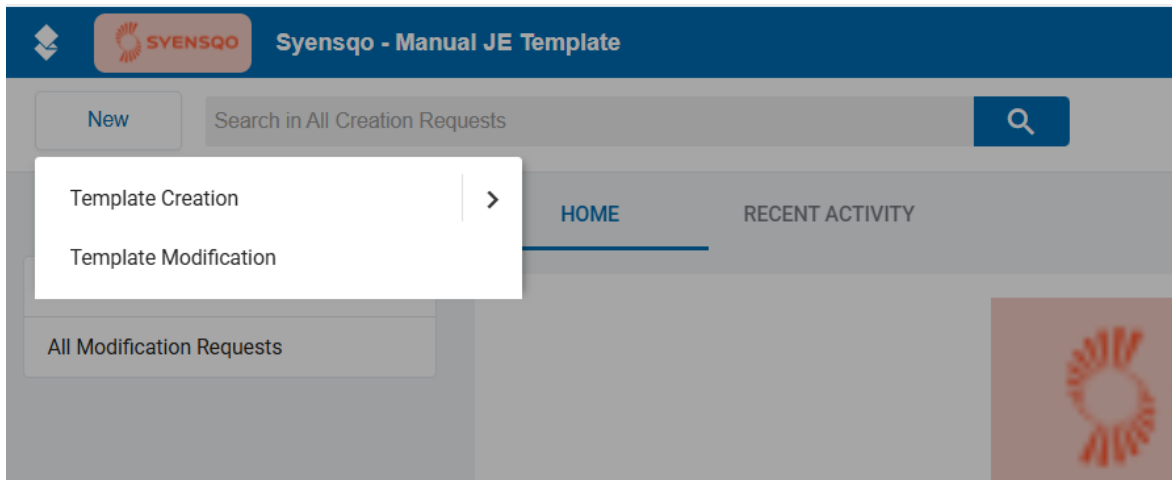 SYENSQO
Syensqo - Manual JE Template
New
Search in All Creation Requests
Template Creation
Template Modification
HOME
RECENT ACTIVITY
All Modification Requests